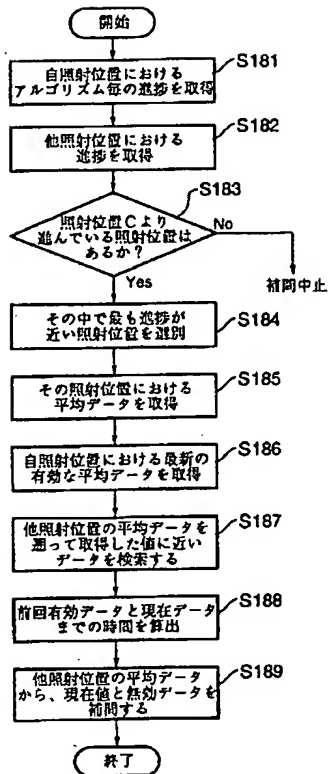 開始
S181
自照射位置における
アルゴリズム毎の進捗を取得
S182
他照射位置における
進捗を取得
S183
照射位置Cより
進んでいる照射位置は
あるか？
No
補間中止
Yes
S184
その中で最も進捗が
近い照射位置を選別
S185
その照射位置における
平均データを取得
S186
自照射位置における最新の
有効な平均データを取得
S187
他照射位置の平均データを
遡って取得した値に近い
データを検索する
S188
前回有効データと現在データ
までの時間を算出
S189
他照射位置の平均データ
から、現在値と無効データを
補間する
終了